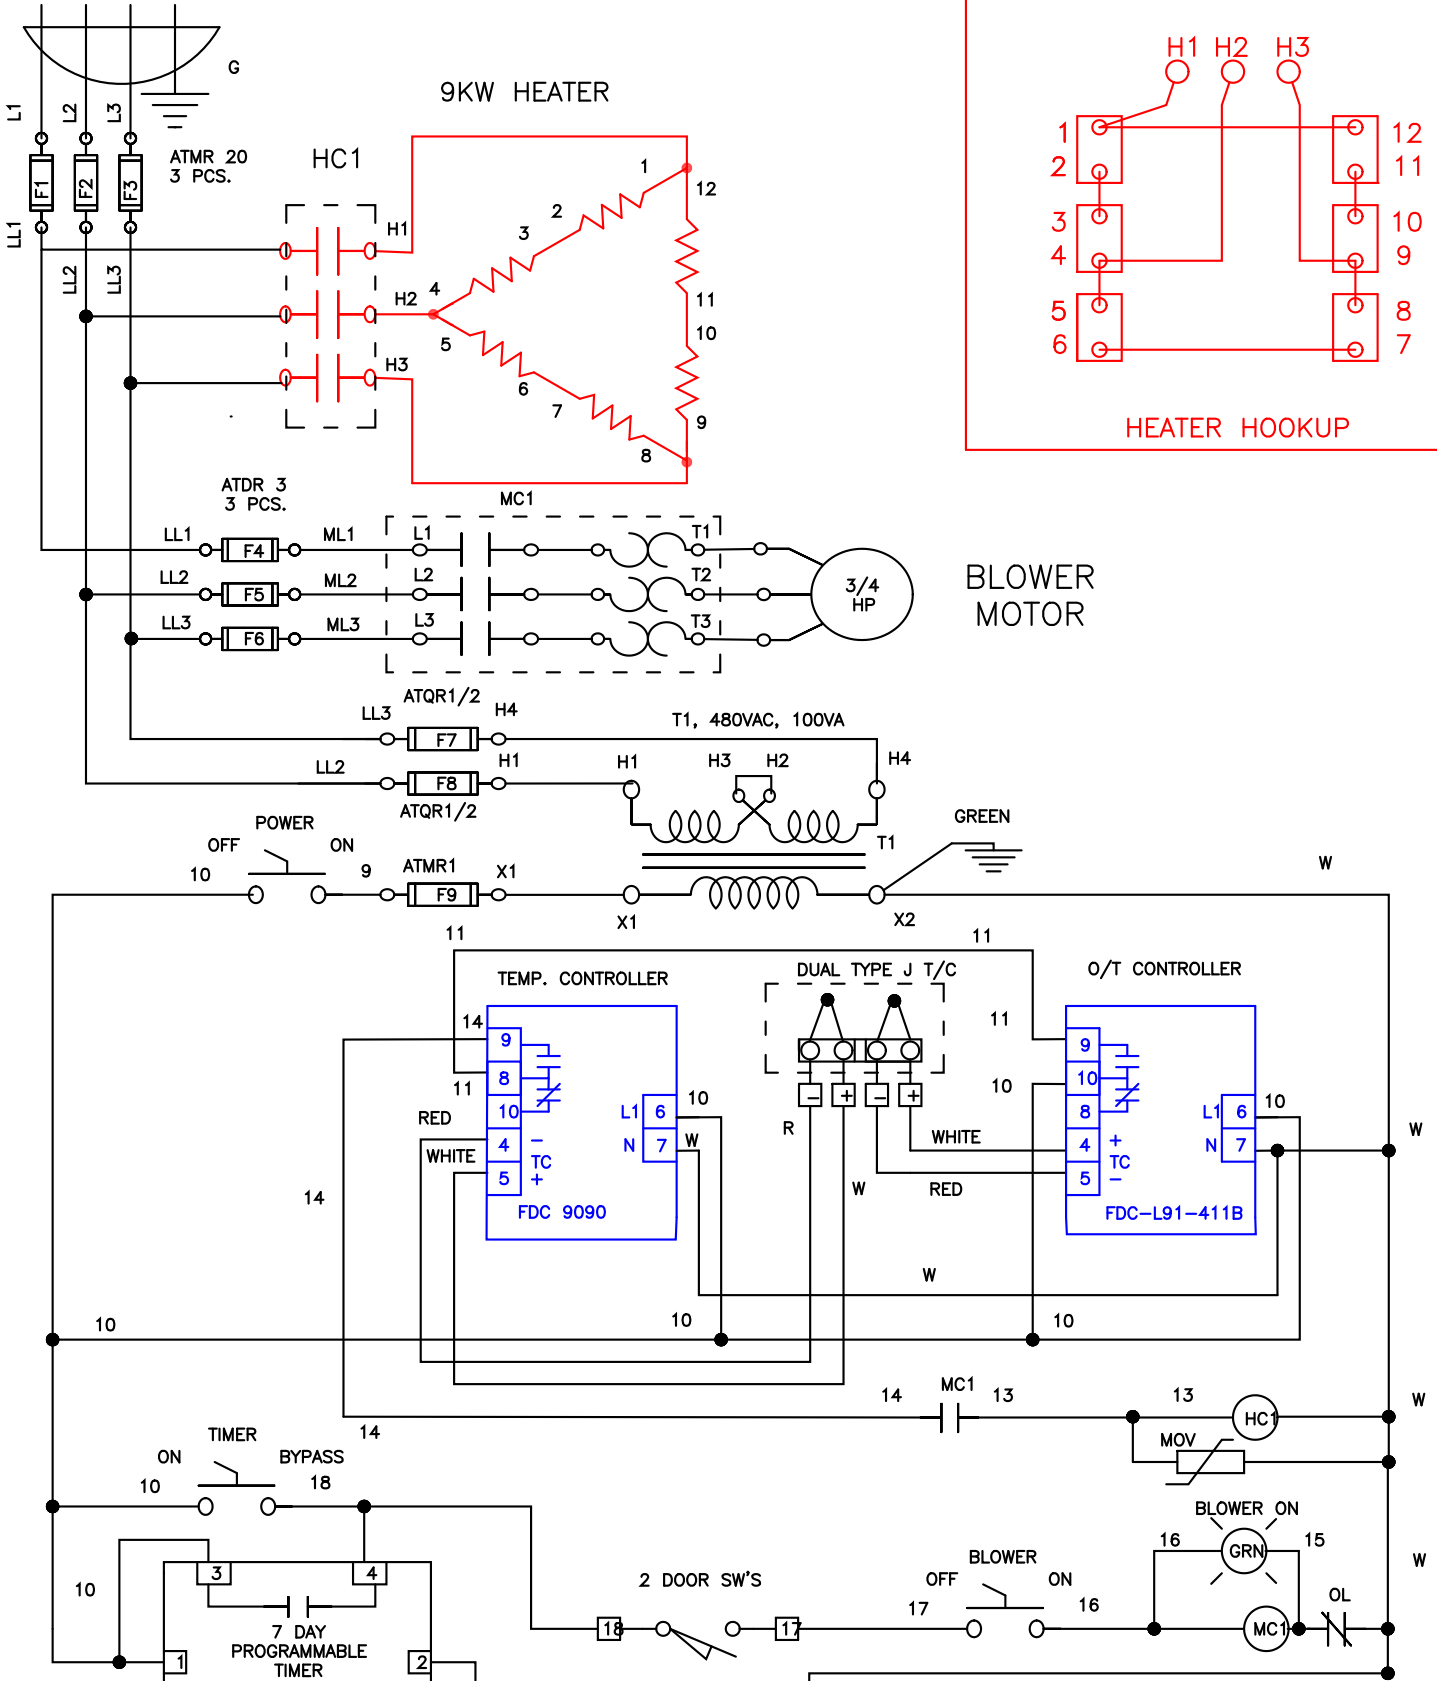 G
L1
L2
L3
F1
F2
F3
ATMR 20
3 PCS.
LL1
LL2
LL3
9KW HEATER
HC1
H1
H2
H3
1
2
3
4
5
6
7
8
9
10
11
12
H1 H2 H3
1
2
3
4
5
6
12
11
10
9
8
7
HEATER HOOKUP
ATDR 3
3 PCS.
MC1
LL1
F4
ML1
L1
T1
LL2
F5
ML2
L2
T2
LL3
F6
ML3
L3
T3
3/4
HP
BLOWER
MOTOR
ATQR1/2
LL3
F7
H4
T1, 480VAC, 100VA
LL2
F8
H1
ATQR1/2
H1
H3
H2
H4
T1
POWER
OFF
ON
10
9
ATMR1
F9
X1
X1
X2
GREEN
W
11
11
TEMP. CONTROLLER
DUAL TYPE J T/C
O/T CONTROLLER
14
9
8
10
4
5
11
RED
WHITE
−
TC
+
L1
6
N
7
10
W
FDC 9090
− + − +
R
W
WHITE
RED
11
10
9
10
8
4
5
+
TC
−
L1
6
N
7
10
FDC-L91-411B
W
14
W
10
10
10
14
14
MC1
13
13
HC1
MOV
W
TIMER
ON
BYPASS
10
18
10
3
4
7 DAY
PROGRAMMABLE
TIMER
1
2
2 DOOR SW'S
18
17
17
BLOWER
OFF
ON
16
BLOWER ON
16
GRN
15
MC1
OL
W